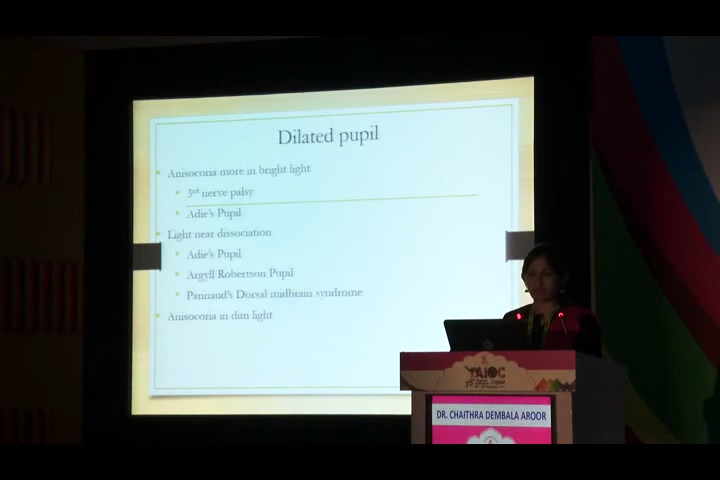 Dilated pupil
Anisocoria more in bright light
3rd nerve palsy
Adie's Pupil
Light near dissociation
Adie's Pupil
Argyll Robertson Pupil
Parinaud's Dorsal midbrain syndrome
Anisocoria in dim light
AIOC
DR. CHAITHRA DEMBALA AROOR